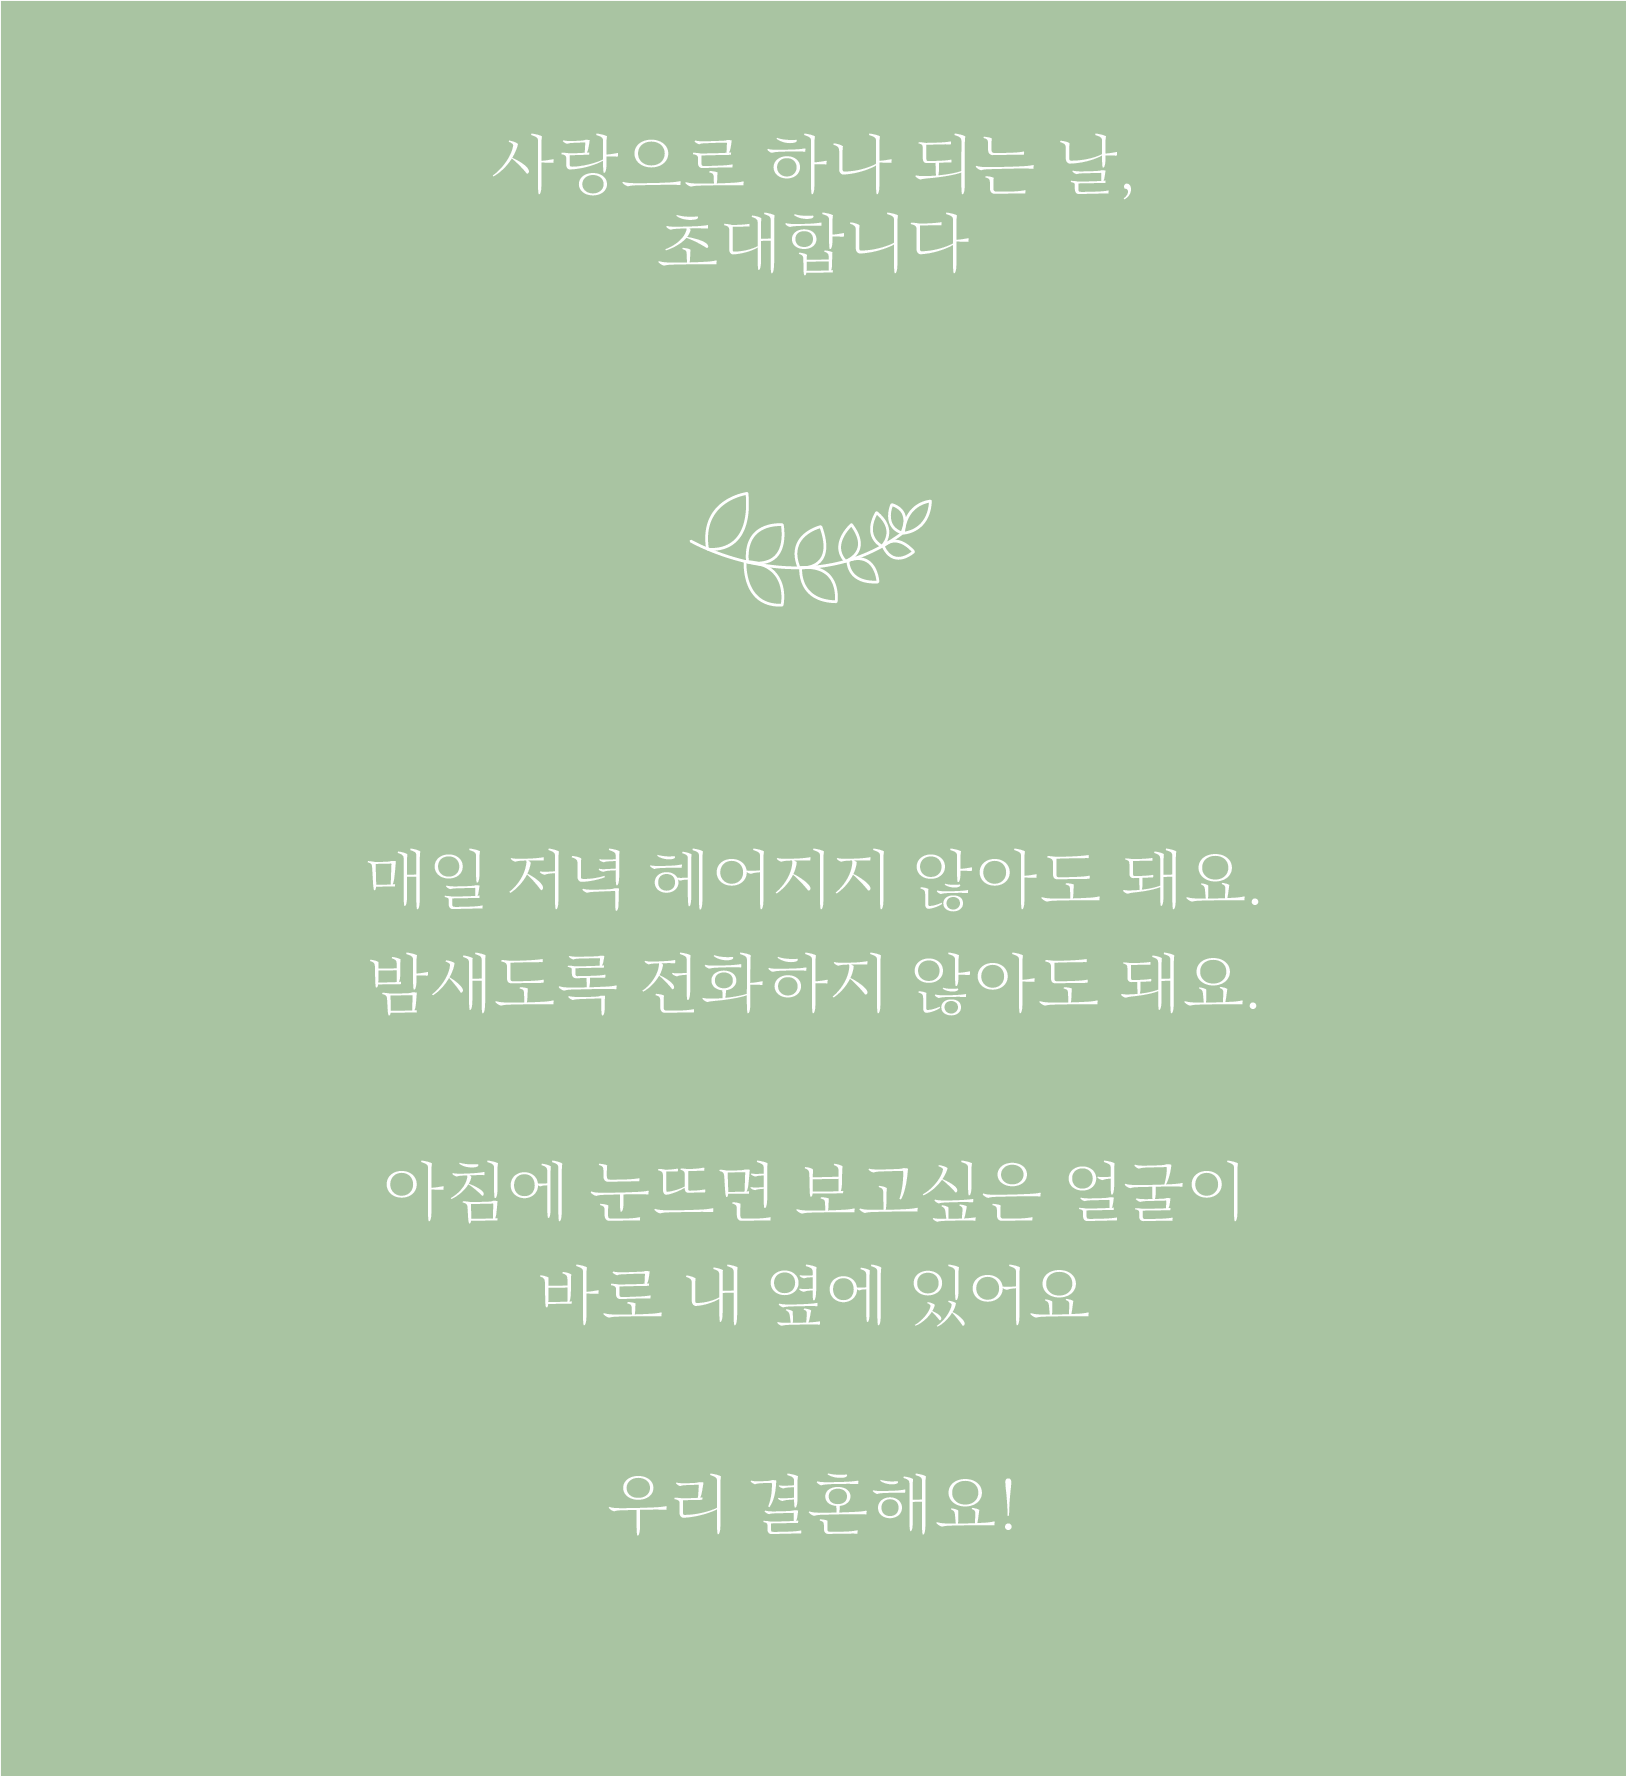 사랑으로 하나 되는 날,
초대합니다
매일 저녁 헤어지지 않아도 돼요.
밤새도록 전화하지 않아도 돼요.
아침에 눈뜨면 보고싶은 얼굴이
바로 내 옆에 있어요
우리 결혼해요!